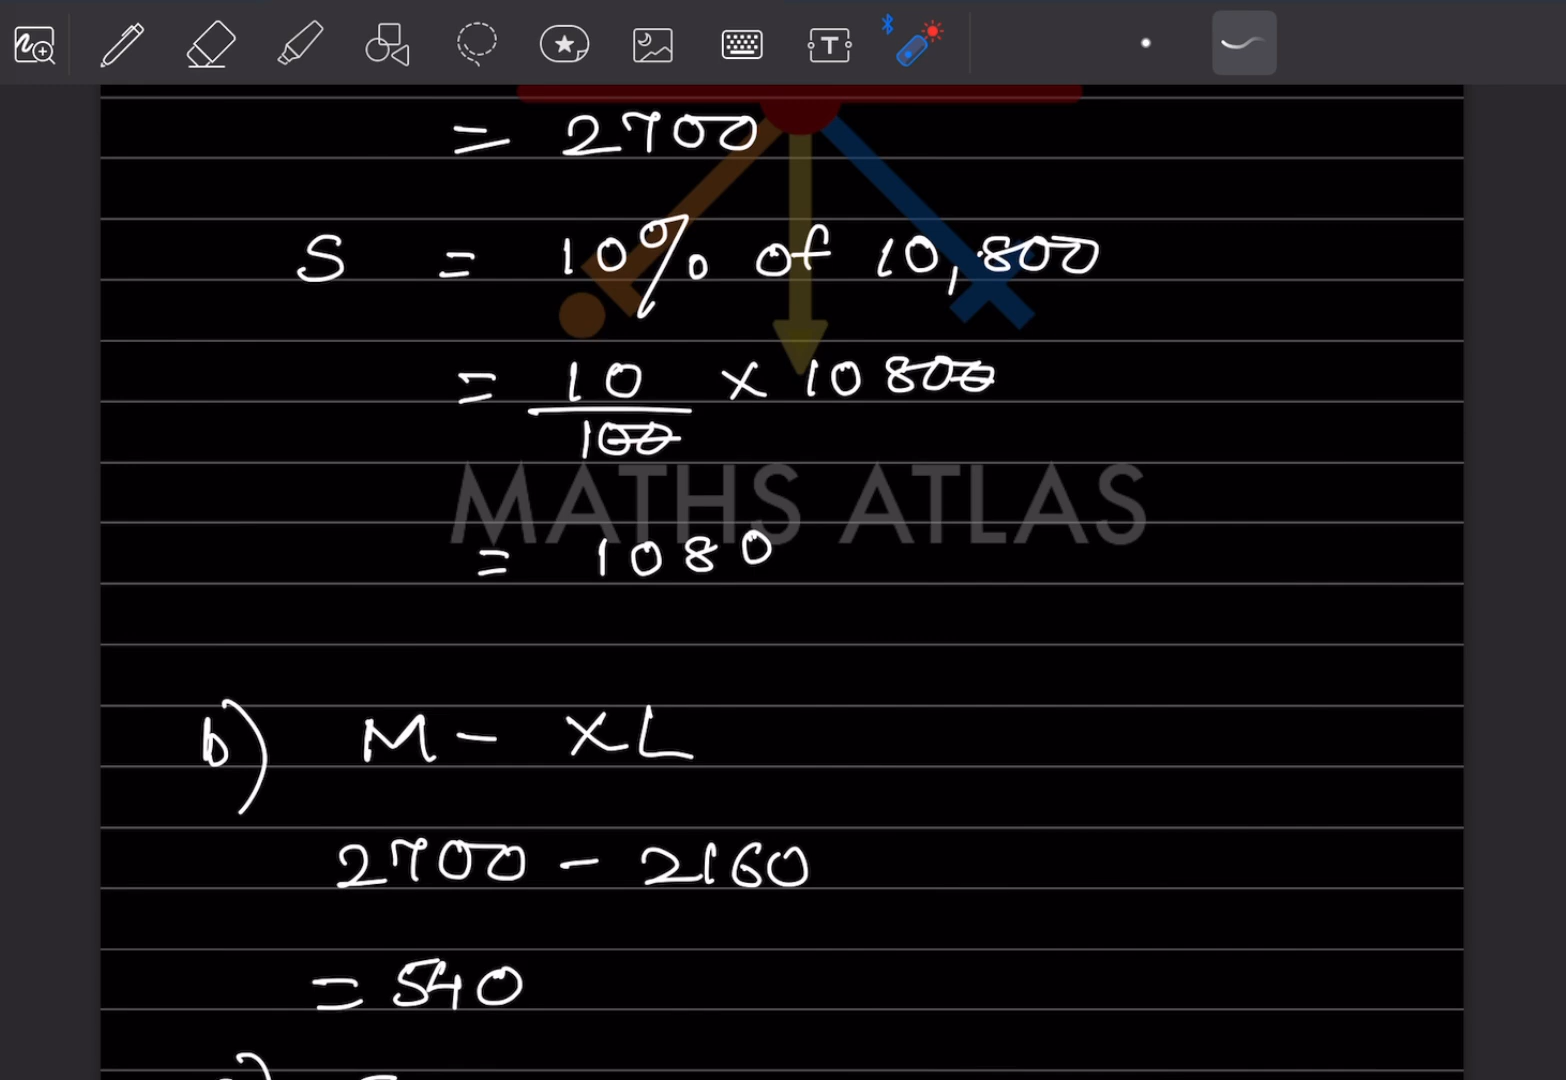 = 2700
S = 10% of 10,800
= 10/100 × 10800
MATHS ATLAS
= 1080
b) M - XL
2700 - 2160
= 540